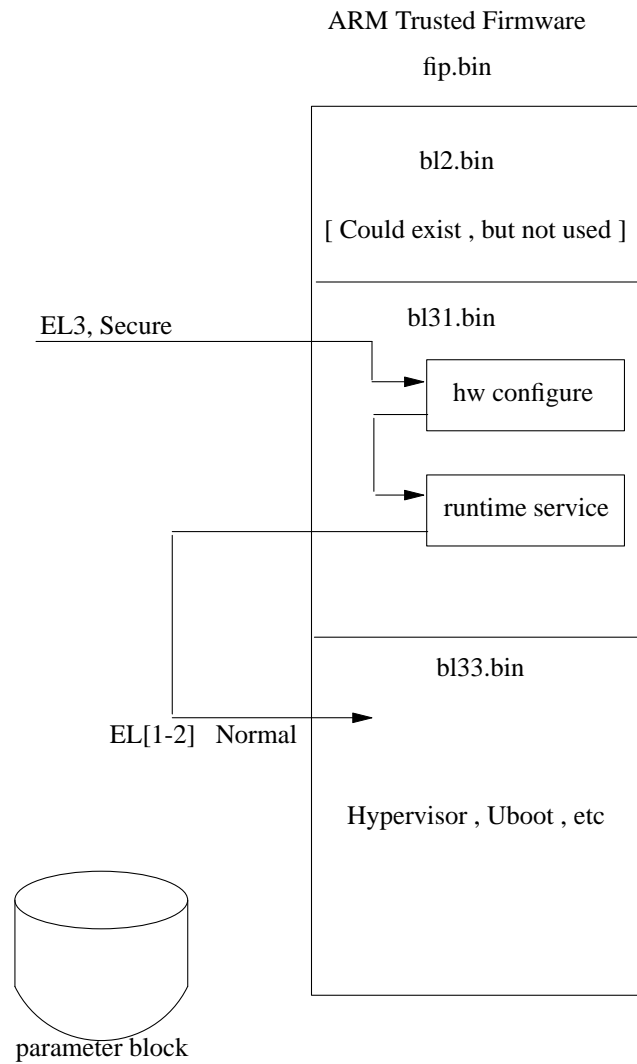 ARM Trusted Firmware
fip.bin
bl2.bin
[ Could exist , but not used ]
bl31.bin
EL3, Secure
hw configure
runtime service
bl33.bin
EL[1-2] Normal
Hypervisor , Uboot , etc
parameter block